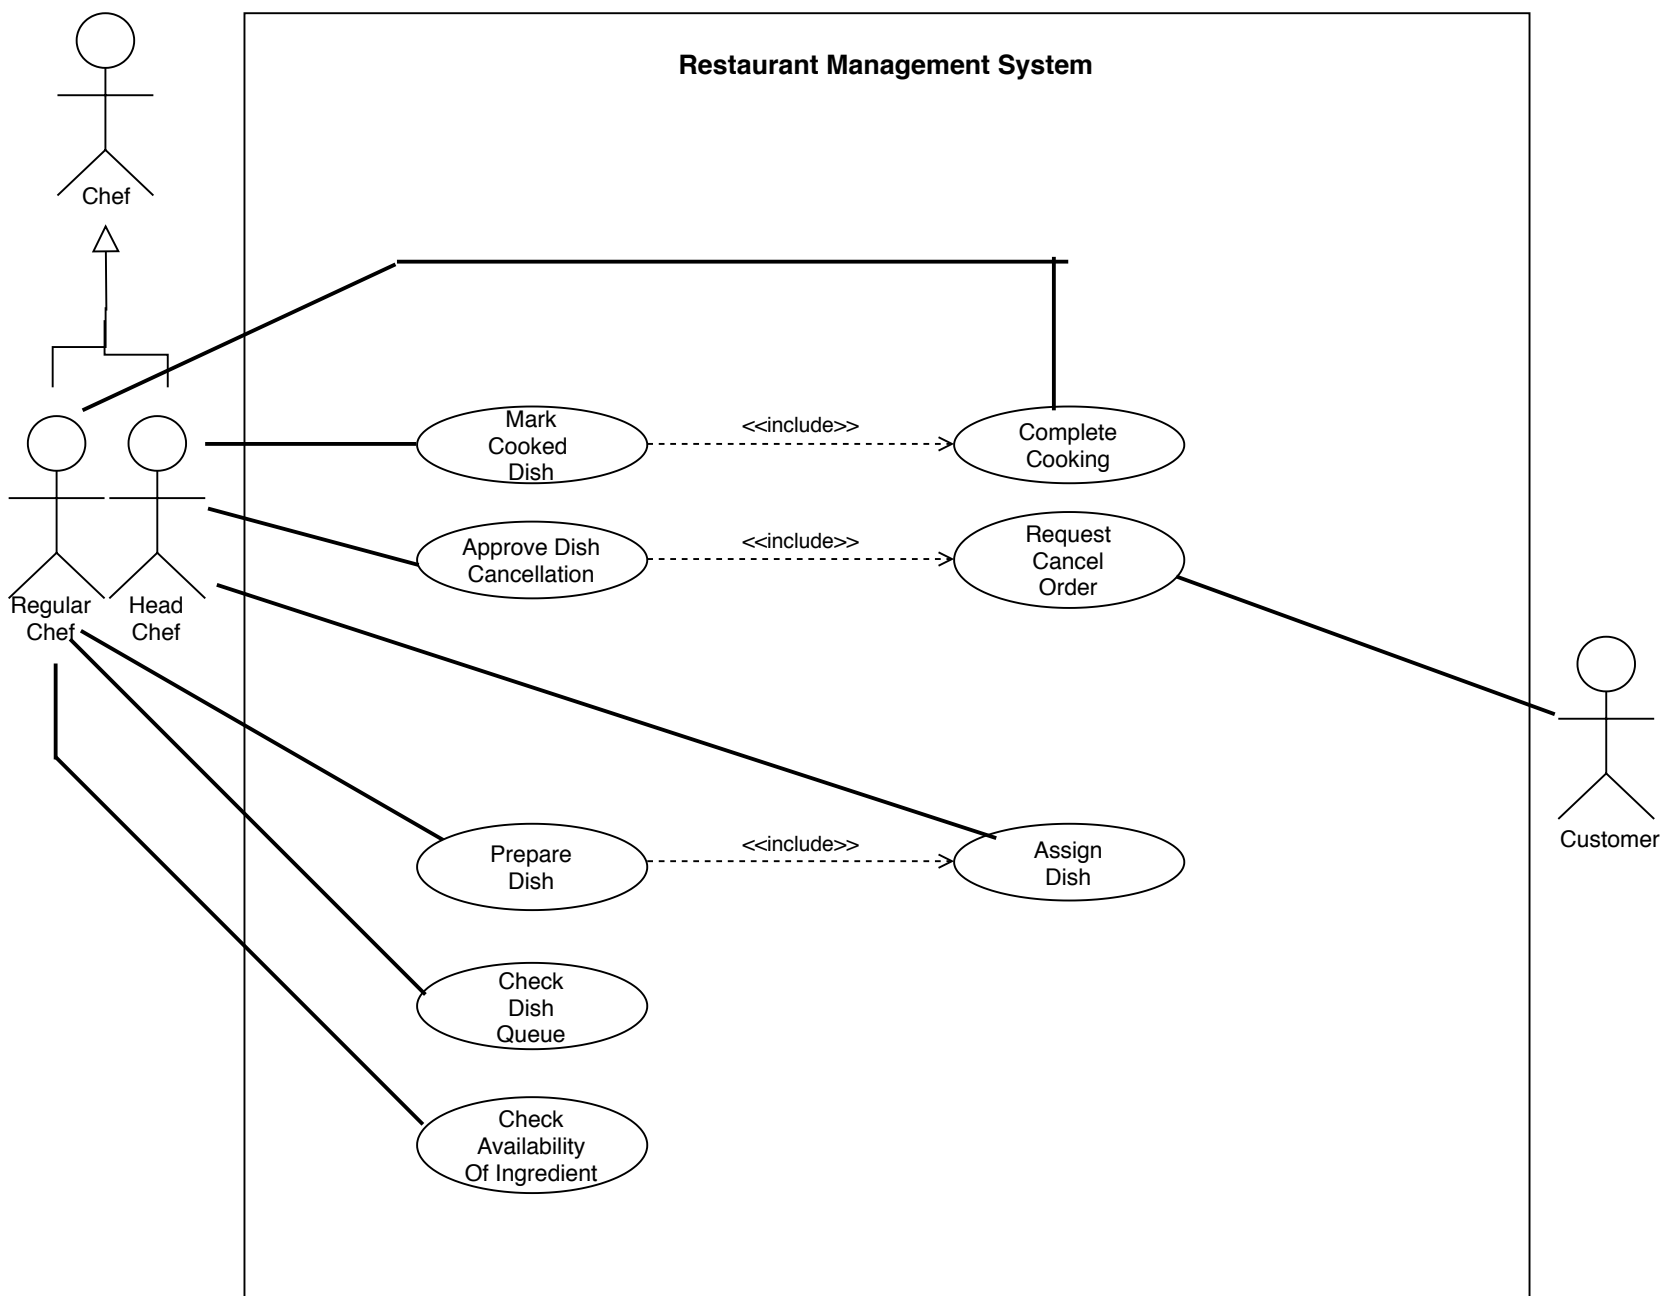 Restaurant Management System
Chef
Mark
Cooked
Dish
<<include>>
Complete
Cooking
Approve Dish
Cancellation
<<include>>
Request
Cancel
Order
Regular
Chef
Head
Chef
Customer
Prepare
Dish
<<include>>
Assign
Dish
Check
Dish
Queue
Check
Availability
Of Ingredient